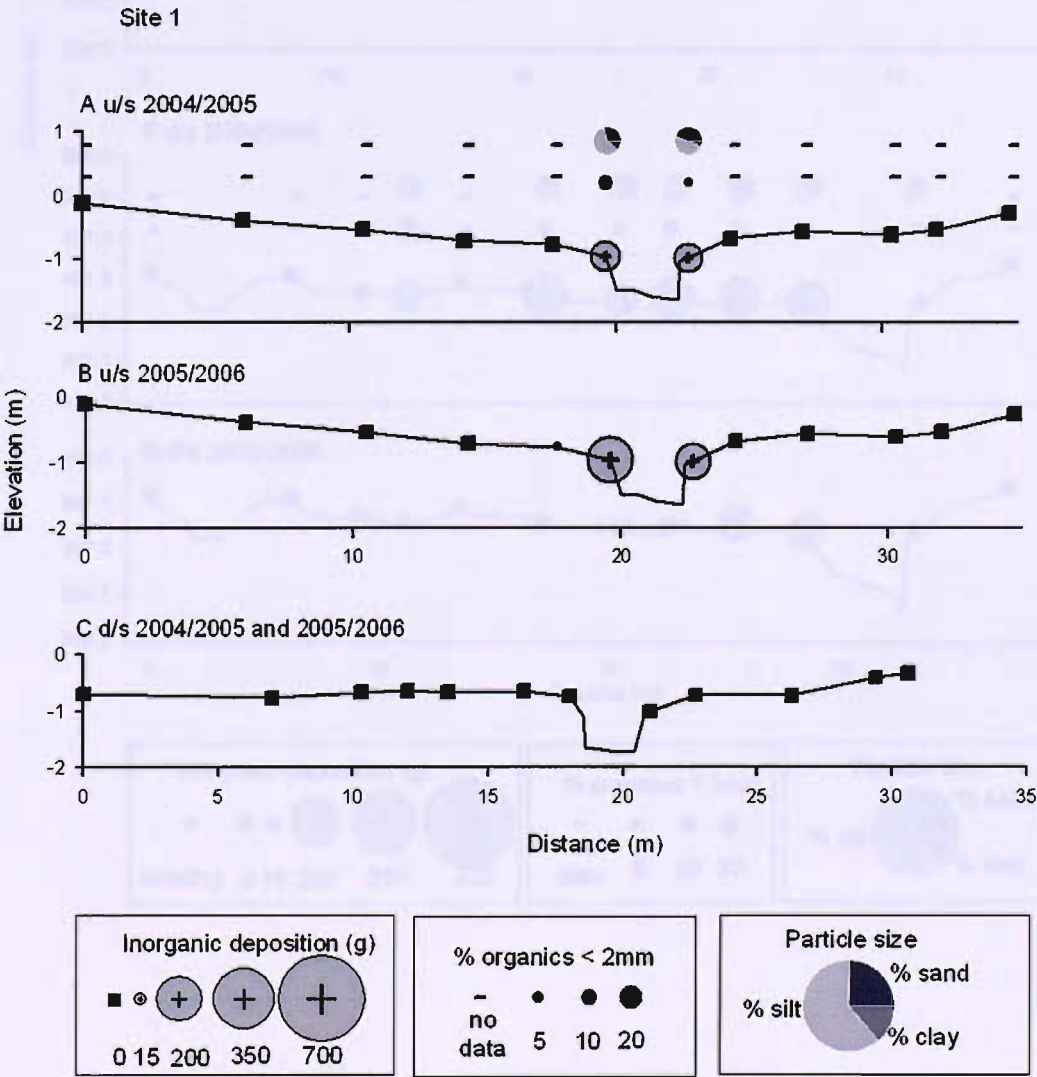 Site 1
A u/s 2004/2005
1
0
-1
-2
B u/s 2005/2006
0
-1
-2
0 10 20 30
Elevation (m)
C d/s 2004/2005 and 2005/2006
0
-1
-2
0 5 10 15 20 25 30 35
Distance (m)
Inorganic deposition (g)
0 15 200 350 700
% organics < 2mm
no
data 5 10 20
Particle size
% sand
% silt
% clay